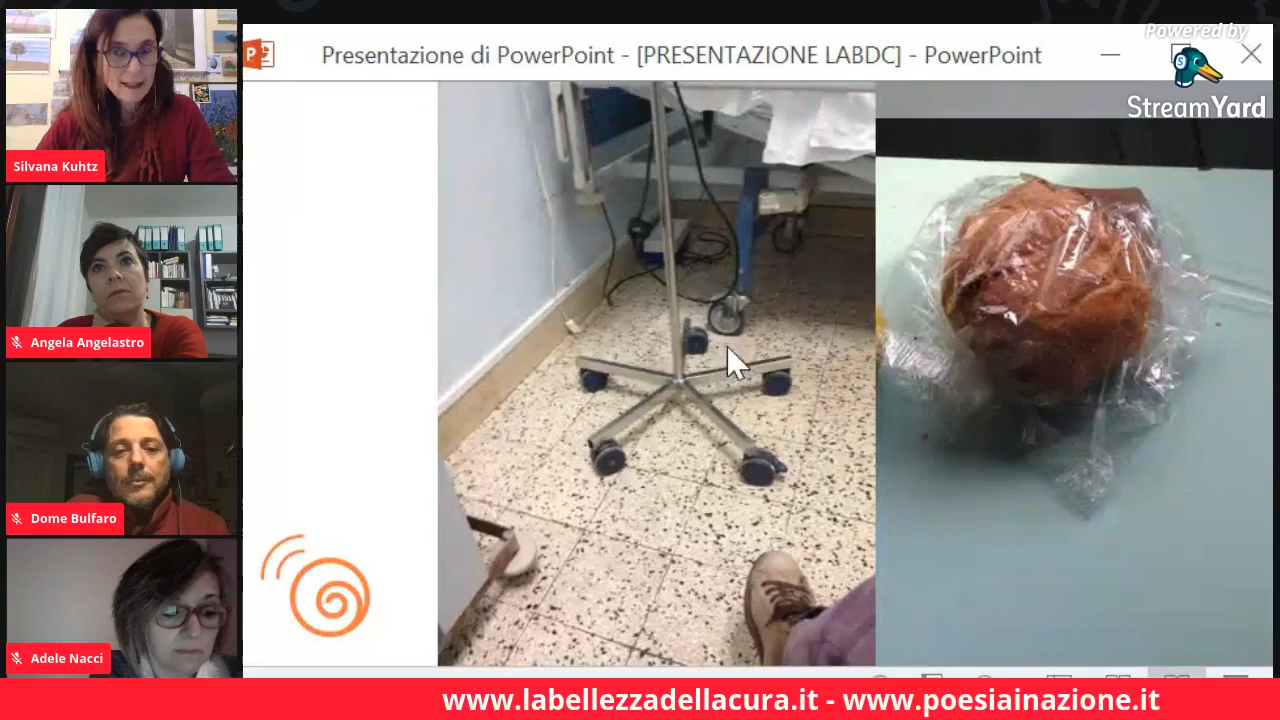 Presentazione di PowerPoint - [PRESENTAZIONE LABDC] - PowerPoint
Powered by
StreamYard
Silvana Kuhtz
Angela Angelastro
Dome Bulfaro
Adele Nacci
www.labellezzadellacura.it - www.poesiainazione.it